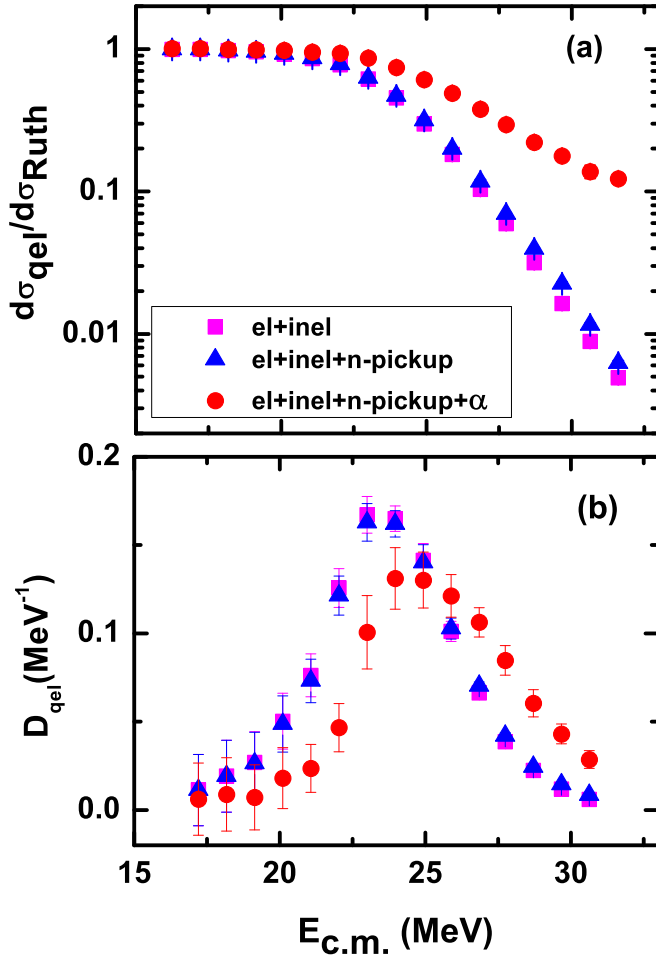 1
(a)
0.1
dσqel/dσRuth
0.01
el+inel
el+inel+n-pickup
el+inel+n-pickup+α
0.2
(b)
0.1
Dqel(MeV-1)
0.0
15 20 25 30
Ec.m. (MeV)